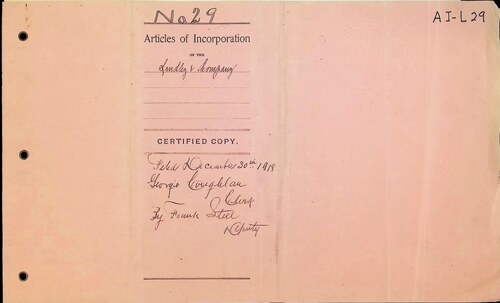 No 29
AI-L29
Articles of Incorporation
OF THE
Lindley & Company
CERTIFIED COPY.
Filed December 30th 1918
George Coughlan
Clerk
By Frank Steel
Deputy